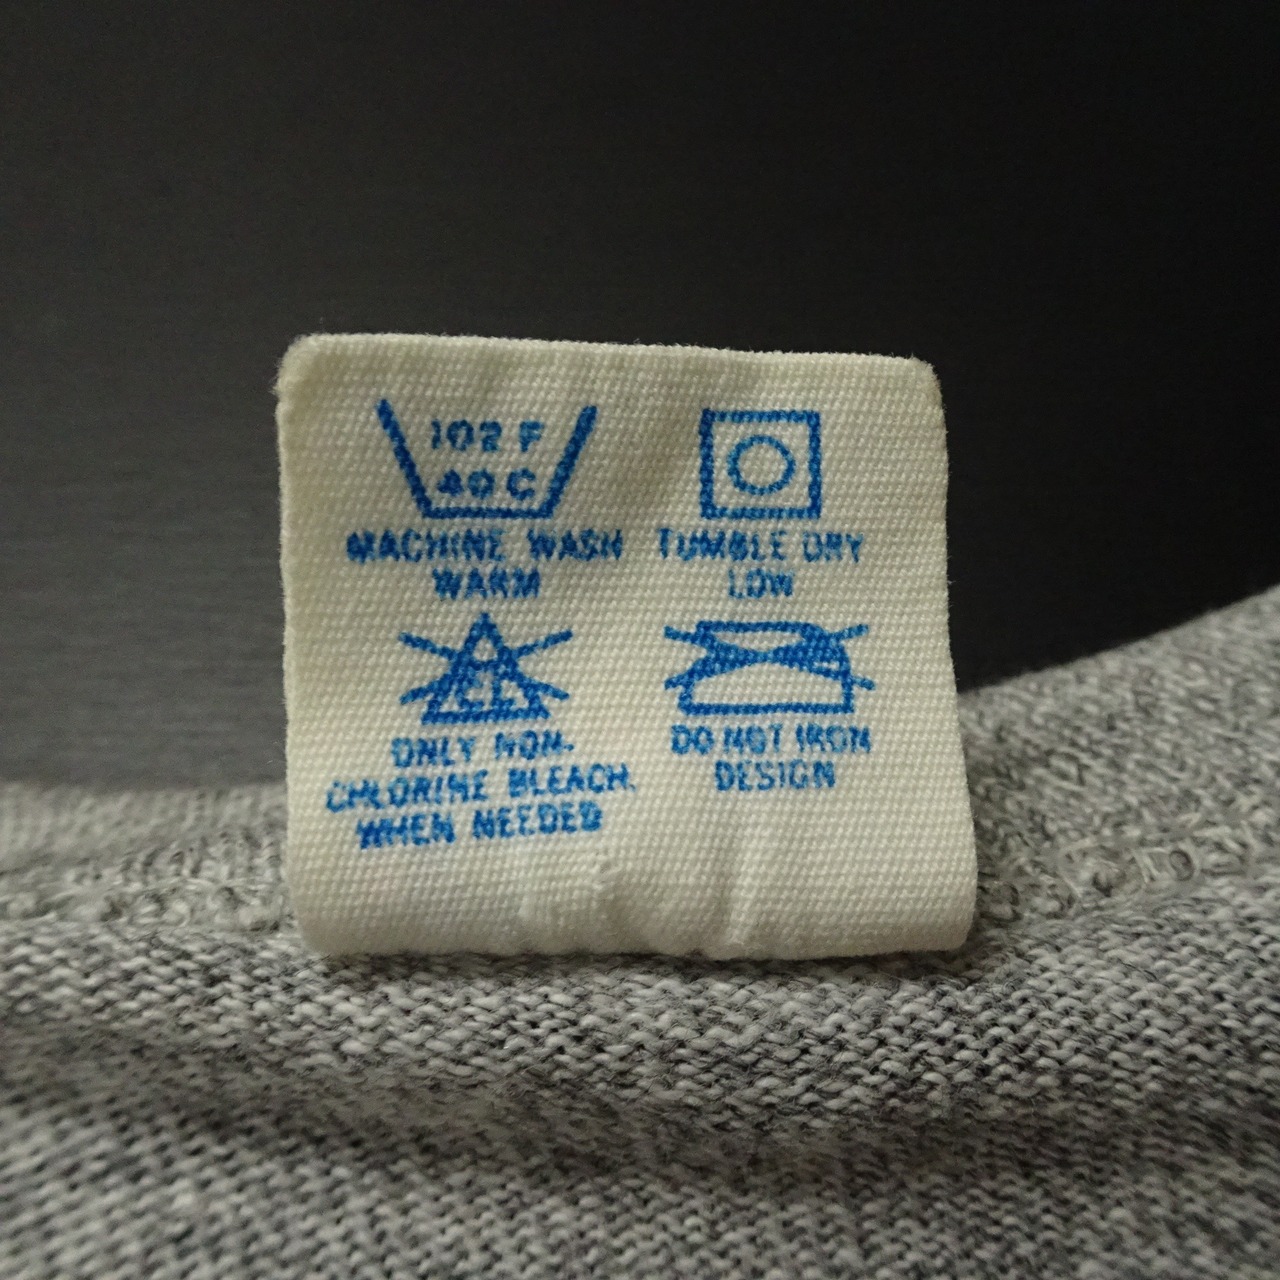 102 F
40 C
MACHINE WASH
WARM
TUMBLE DRY
LOW
CL
ONLY NON-
CHLORINE BLEACH,
WHEN NEEDED
DO NOT IRON
DESIGN